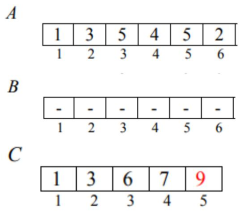 A
1 3 5 4 5 2
1 2 3 4 5 6
B
- - - - - -
1 2 3 4 5 6
C
1 3 6 7 9
1 2 3 4 5